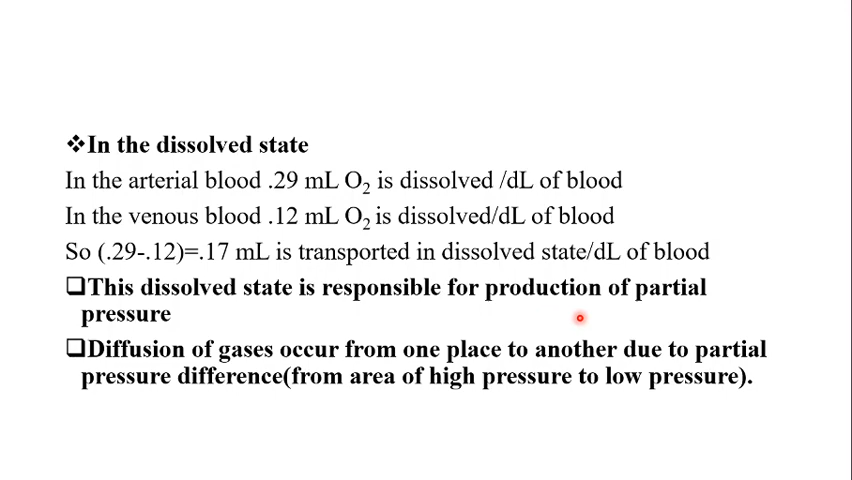 ❖In the dissolved state
In the arterial blood .29 mL O₂ is dissolved /dL of blood
In the venous blood .12 mL O₂ is dissolved/dL of blood
So (.29-.12)=.17 mL is transported in dissolved state/dL of blood
❑This dissolved state is responsible for production of partial
pressure
❑Diffusion of gases occur from one place to another due to partial
pressure difference(from area of high pressure to low pressure).